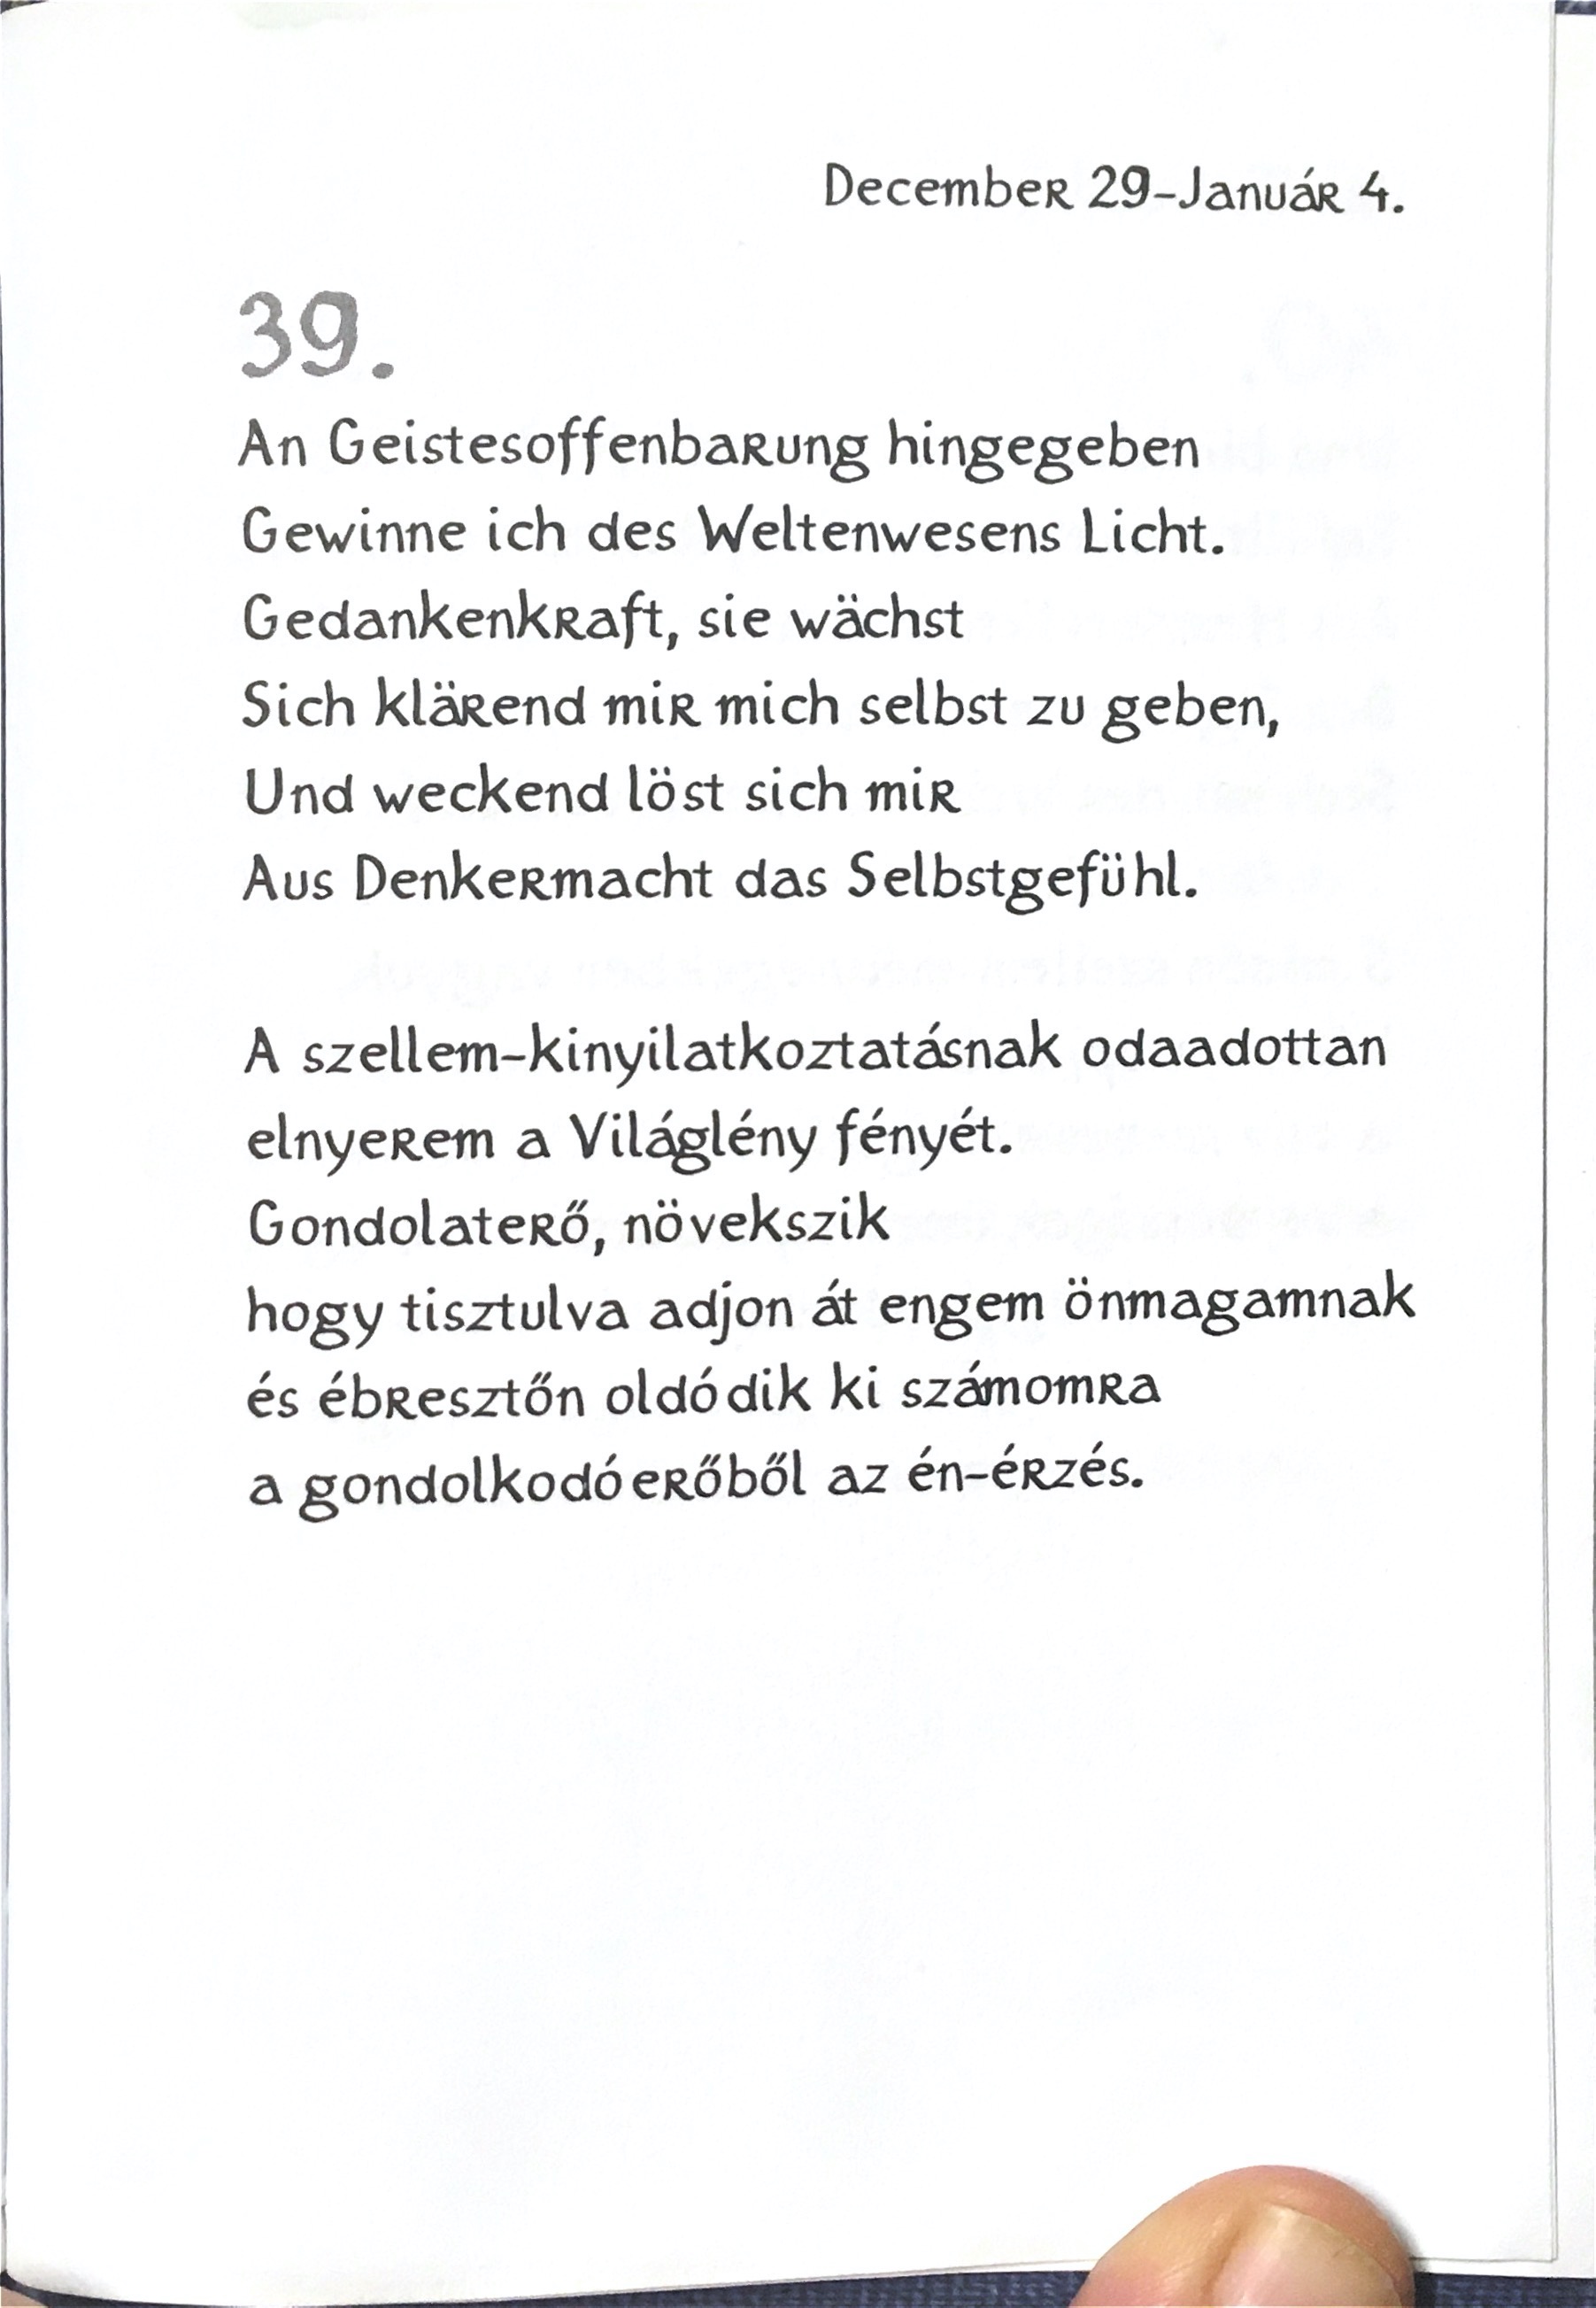 December 29-Január 4.
39.
An Geistesoffenbarung hingegeben
Gewinne ich des Weltenwesens Licht.
Gedankenkraft, sie wächst
Sich klärend mir mich selbst zu geben,
Und weckend löst sich mir
Aus Denkermacht das Selbstgefühl.
A szellem-kinyilatkoztatásnak odaadottan
elnyerem a Világlény fényét.
Gondolaterő, növekszik
hogy tisztulva adjon át engem önmagamnak
és ébresztőn oldódik ki számomra
a gondolkodóerőből az én-érzés.